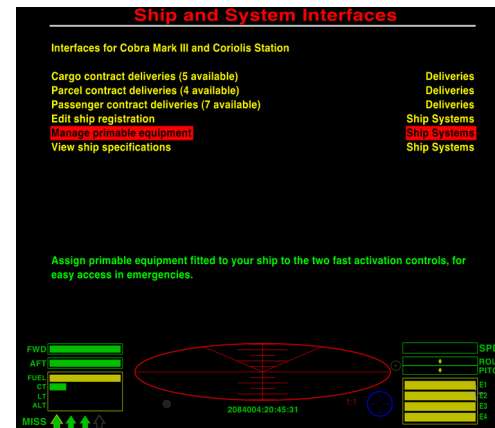 Ship and System Interfaces
Interfaces for Cobra Mark III and Coriolis Station
Cargo contract deliveries (5 available) Deliveries
Parcel contract deliveries (4 available) Deliveries
Passenger contract deliveries (7 available) Deliveries
Edit ship registration Ship Systems
Manage primable equipment Ship Systems
View ship specifications Ship Systems
Assign primable equipment fitted to your ship to the two fast activation controls, for
easy access in emergencies.
FWD
AFT
FUEL
CT
LT
ALT
MISS
2084004:20:45:31
1:1
SP
ROL
PITC
E1
E2
E3
E4